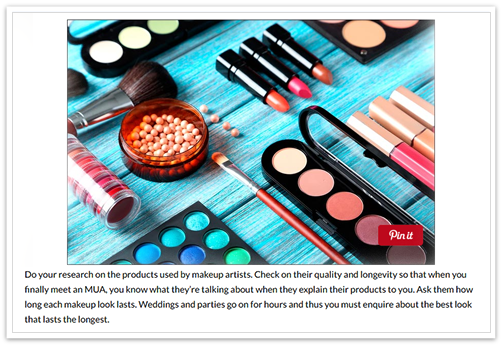 Pin it
Do your research on the products used by makeup artists. Check on their quality and longevity so that when you
finally meet an MUA, you know what they're talking about when they explain their products to you. Ask them how
long each makeup look lasts. Weddings and parties go on for hours and thus you must enquire about the best look
that lasts the longest.